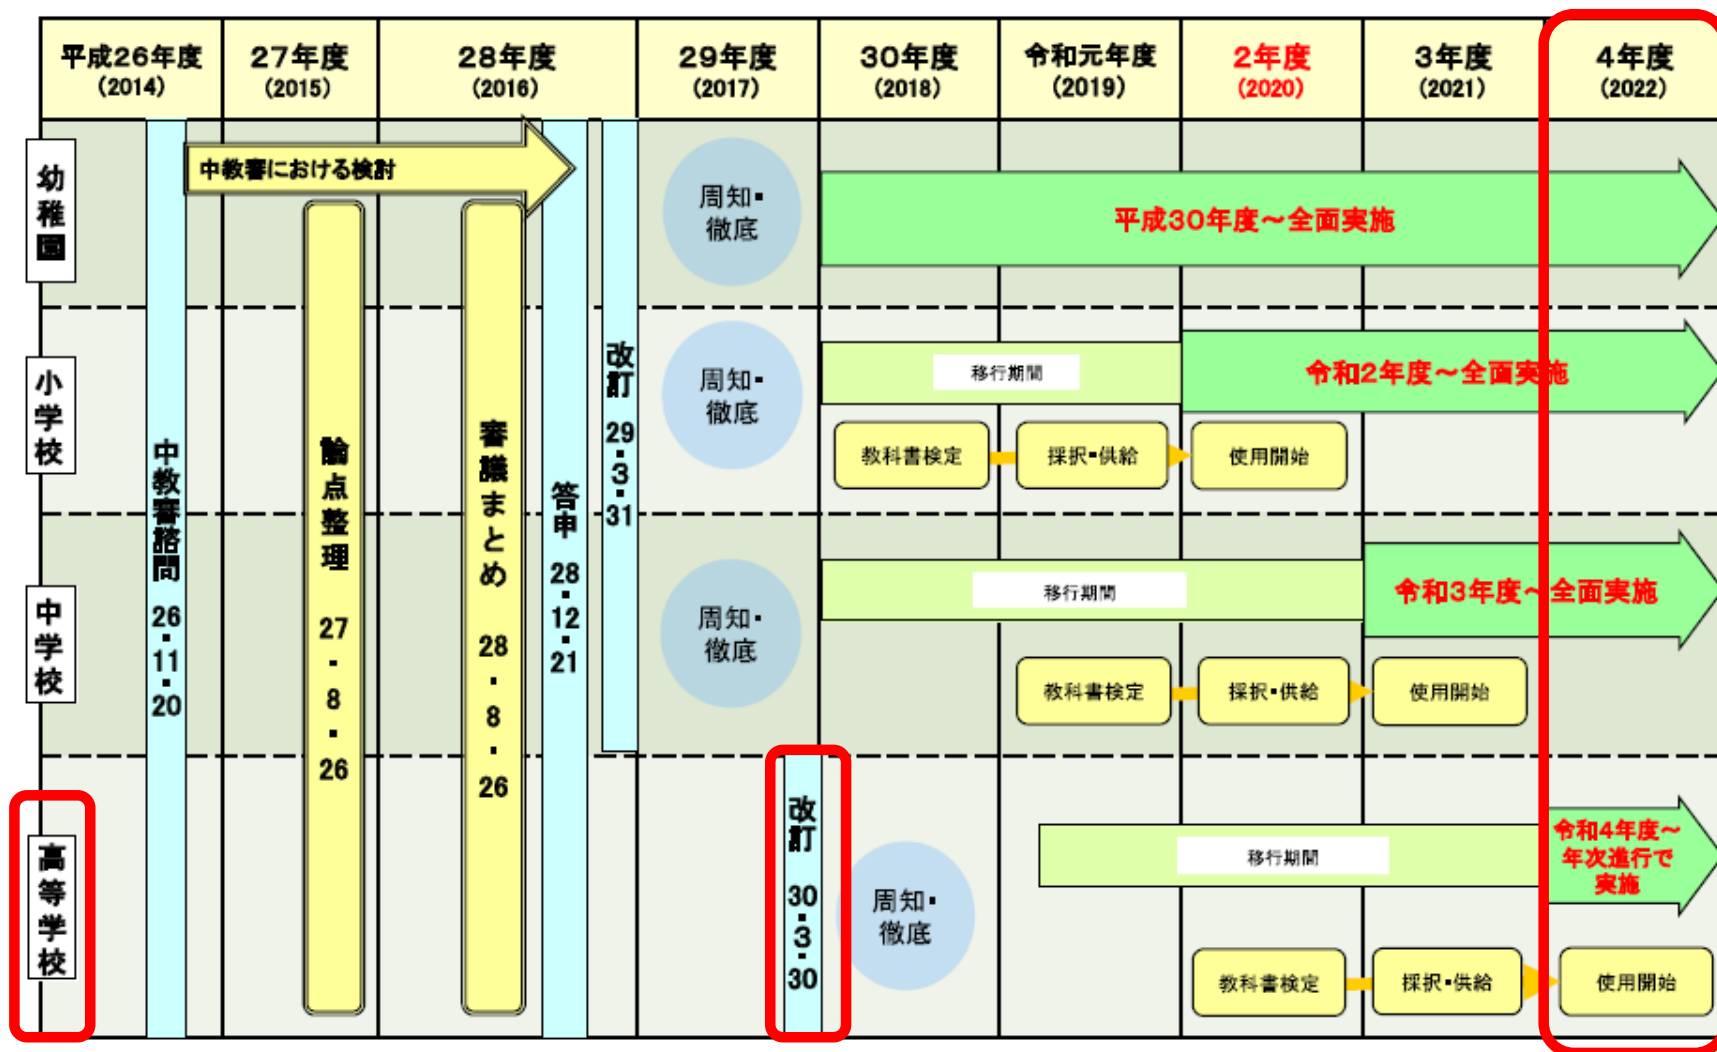 平成26年度
(2014)
27年度
(2015)
28年度
(2016)
29年度
(2017)
30年度
(2018)
令和元年度
(2019)
2年度
(2020)
3年度
(2021)
4年度
(2022)
幼稚園
小学校
中学校
高等学校
中教審諮問 26・11・20
中教審における検討
論点整理 27・8・26
審議まとめ 28・8・26
答申 28・12・21
改訂 29・3・31
周知・
徹底
平成30年度～全面実施
周知・
徹底
移行期間
令和2年度～全面実施
教科書検定
採択・供給
使用開始
周知・
徹底
移行期間
令和3年度～全面実施
教科書検定
採択・供給
使用開始
改訂 30・3・30
周知・
徹底
移行期間
令和4年度～
年次進行で
実施
教科書検定
採択・供給
使用開始